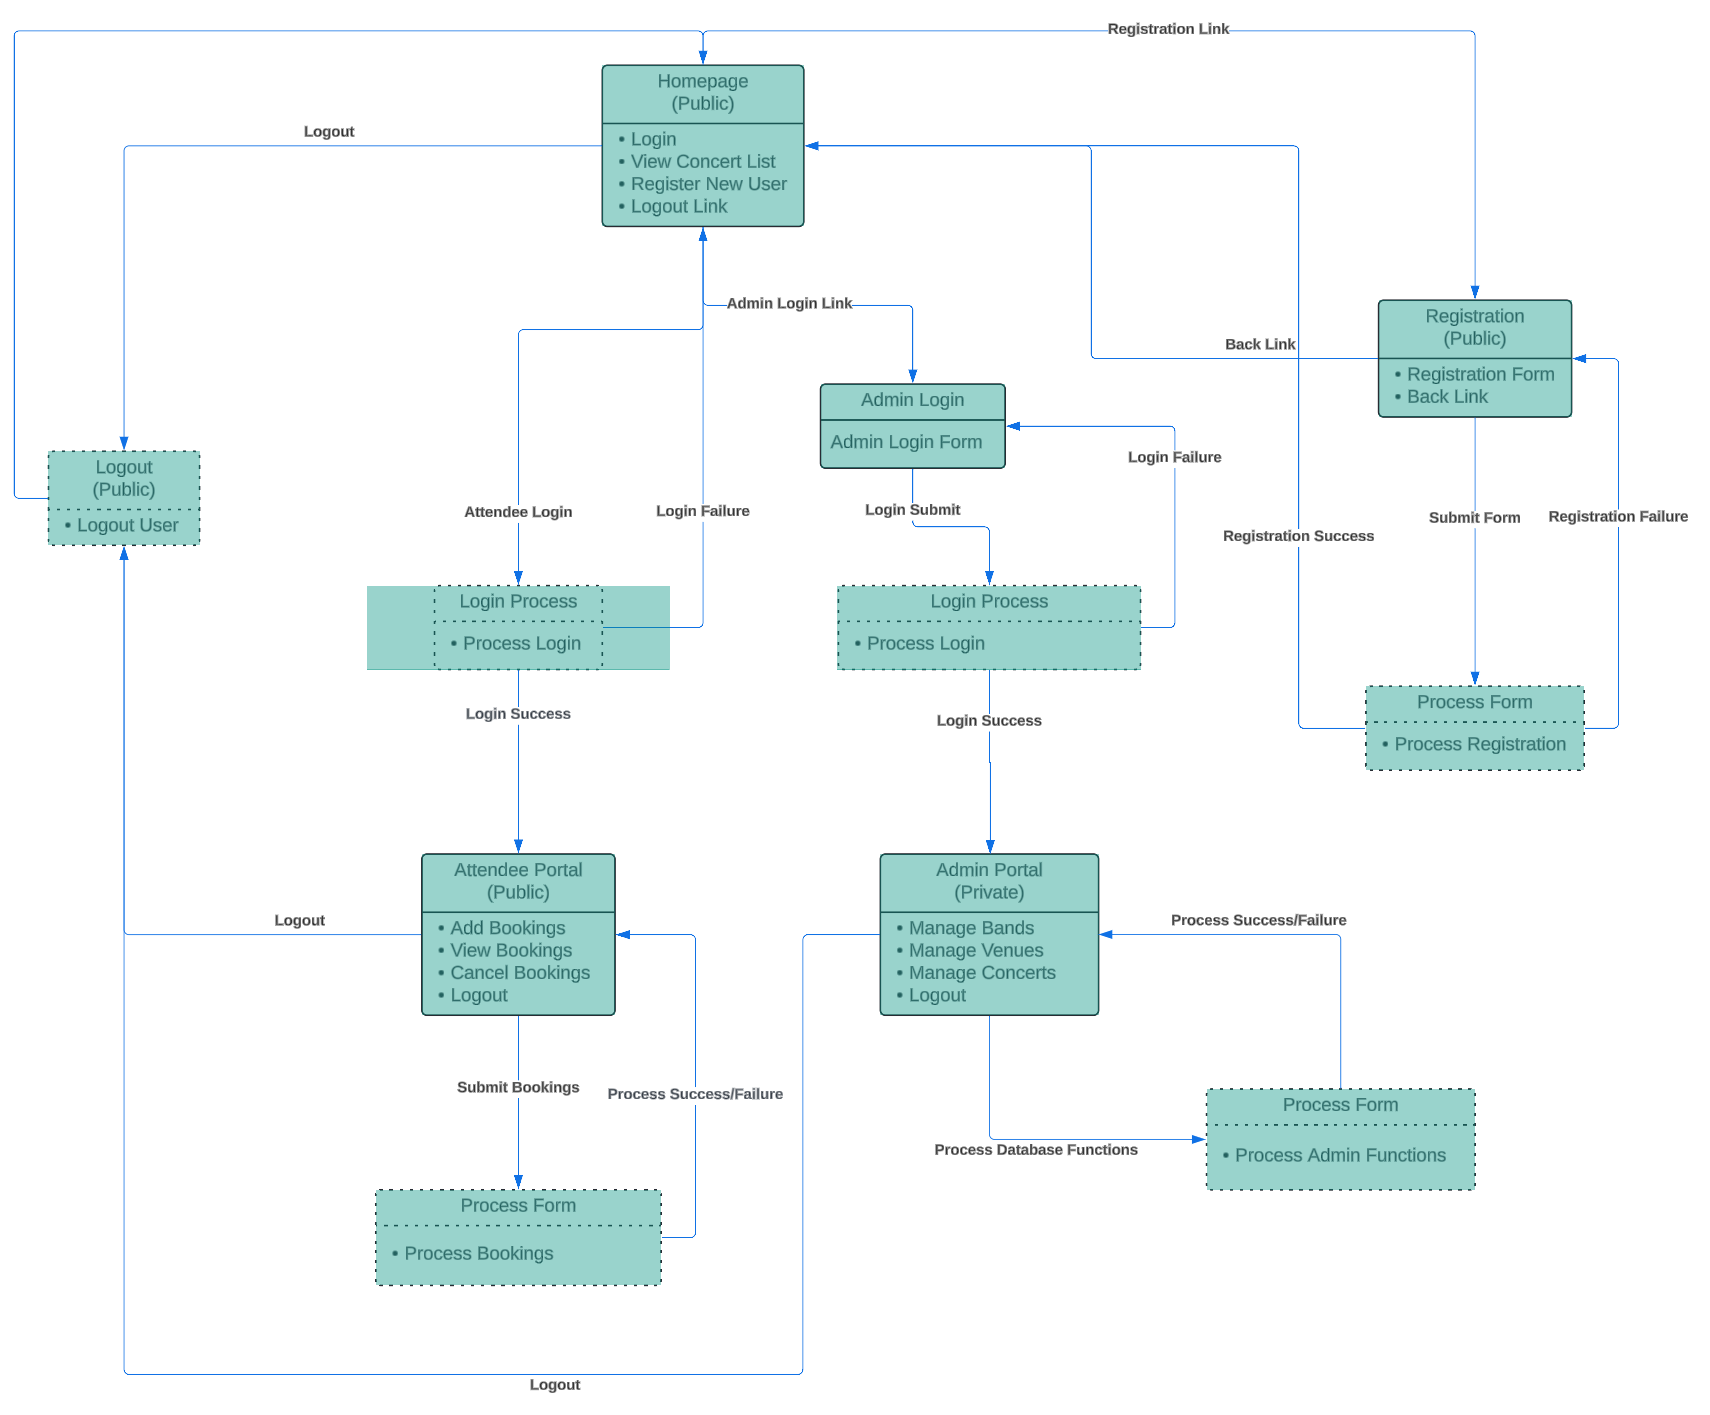 Registration Link
Homepage
(Public)
• Login
• View Concert List
• Register New User
• Logout Link
Logout
Admin Login Link
Registration
(Public)
• Registration Form
• Back Link
Back Link
Admin Login
Admin Login Form
Login Failure
Logout
(Public)
• Logout User
Attendee Login
Login Failure
Login Submit
Registration Success
Submit Form
Registration Failure
Login Process
• Process Login
Login Process
• Process Login
Login Success
Login Success
Process Form
• Process Registration
Attendee Portal
(Public)
• Add Bookings
• View Bookings
• Cancel Bookings
• Logout
Logout
Admin Portal
(Private)
• Manage Bands
• Manage Venues
• Manage Concerts
• Logout
Process Success/Failure
Submit Bookings
Process Success/Failure
Process Database Functions
Process Form
• Process Admin Functions
Process Form
• Process Bookings
Logout